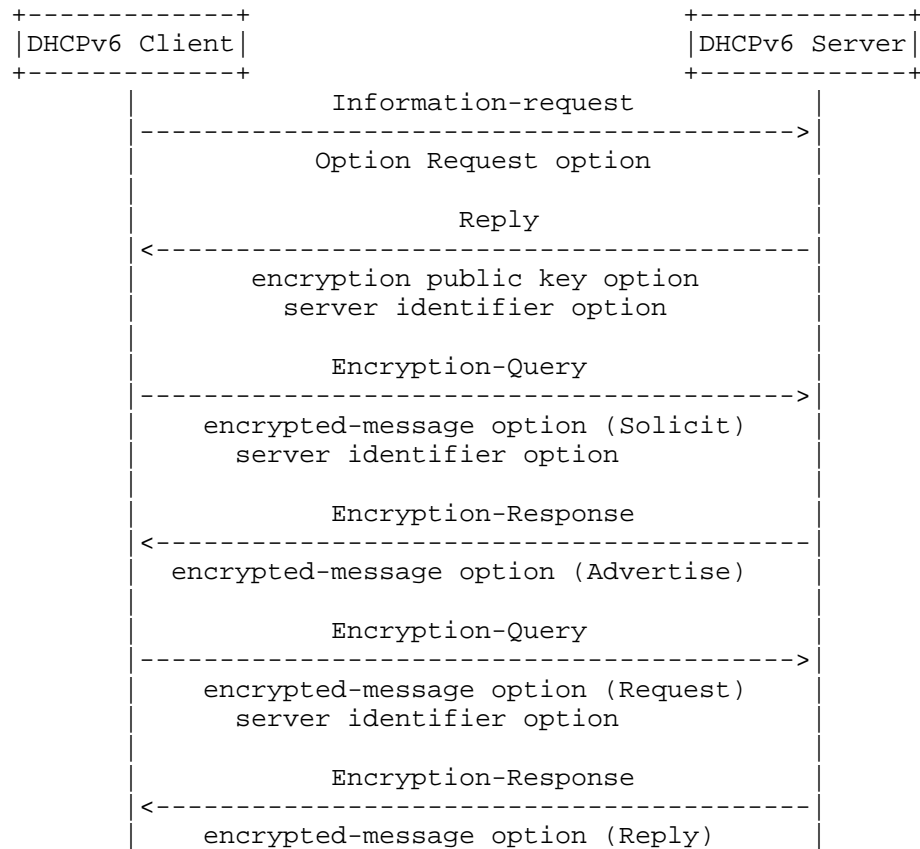 DHCPv6 Client DHCPv6 Server
Information-request
Option Request option
Reply
encryption public key option
server identifier option
Encryption-Query
encrypted-message option (Solicit)
server identifier option
Encryption-Response
encrypted-message option (Advertise)
Encryption-Query
encrypted-message option (Request)
server identifier option
Encryption-Response
encrypted-message option (Reply)